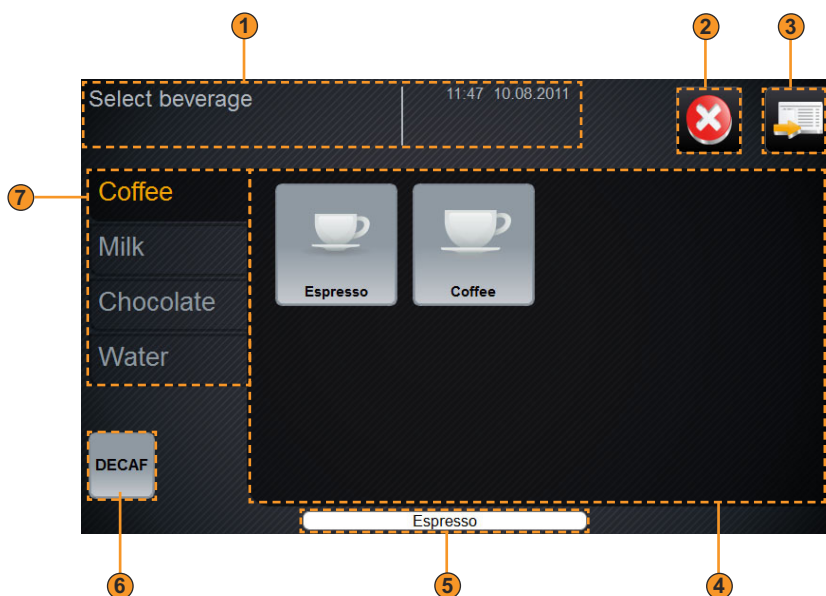 1
2
3
Select beverage
11:47 10.08.2011
7
Coffee
Milk
Chocolate
Water
Espresso
Coffee
DECAF
Espresso
6
5
4